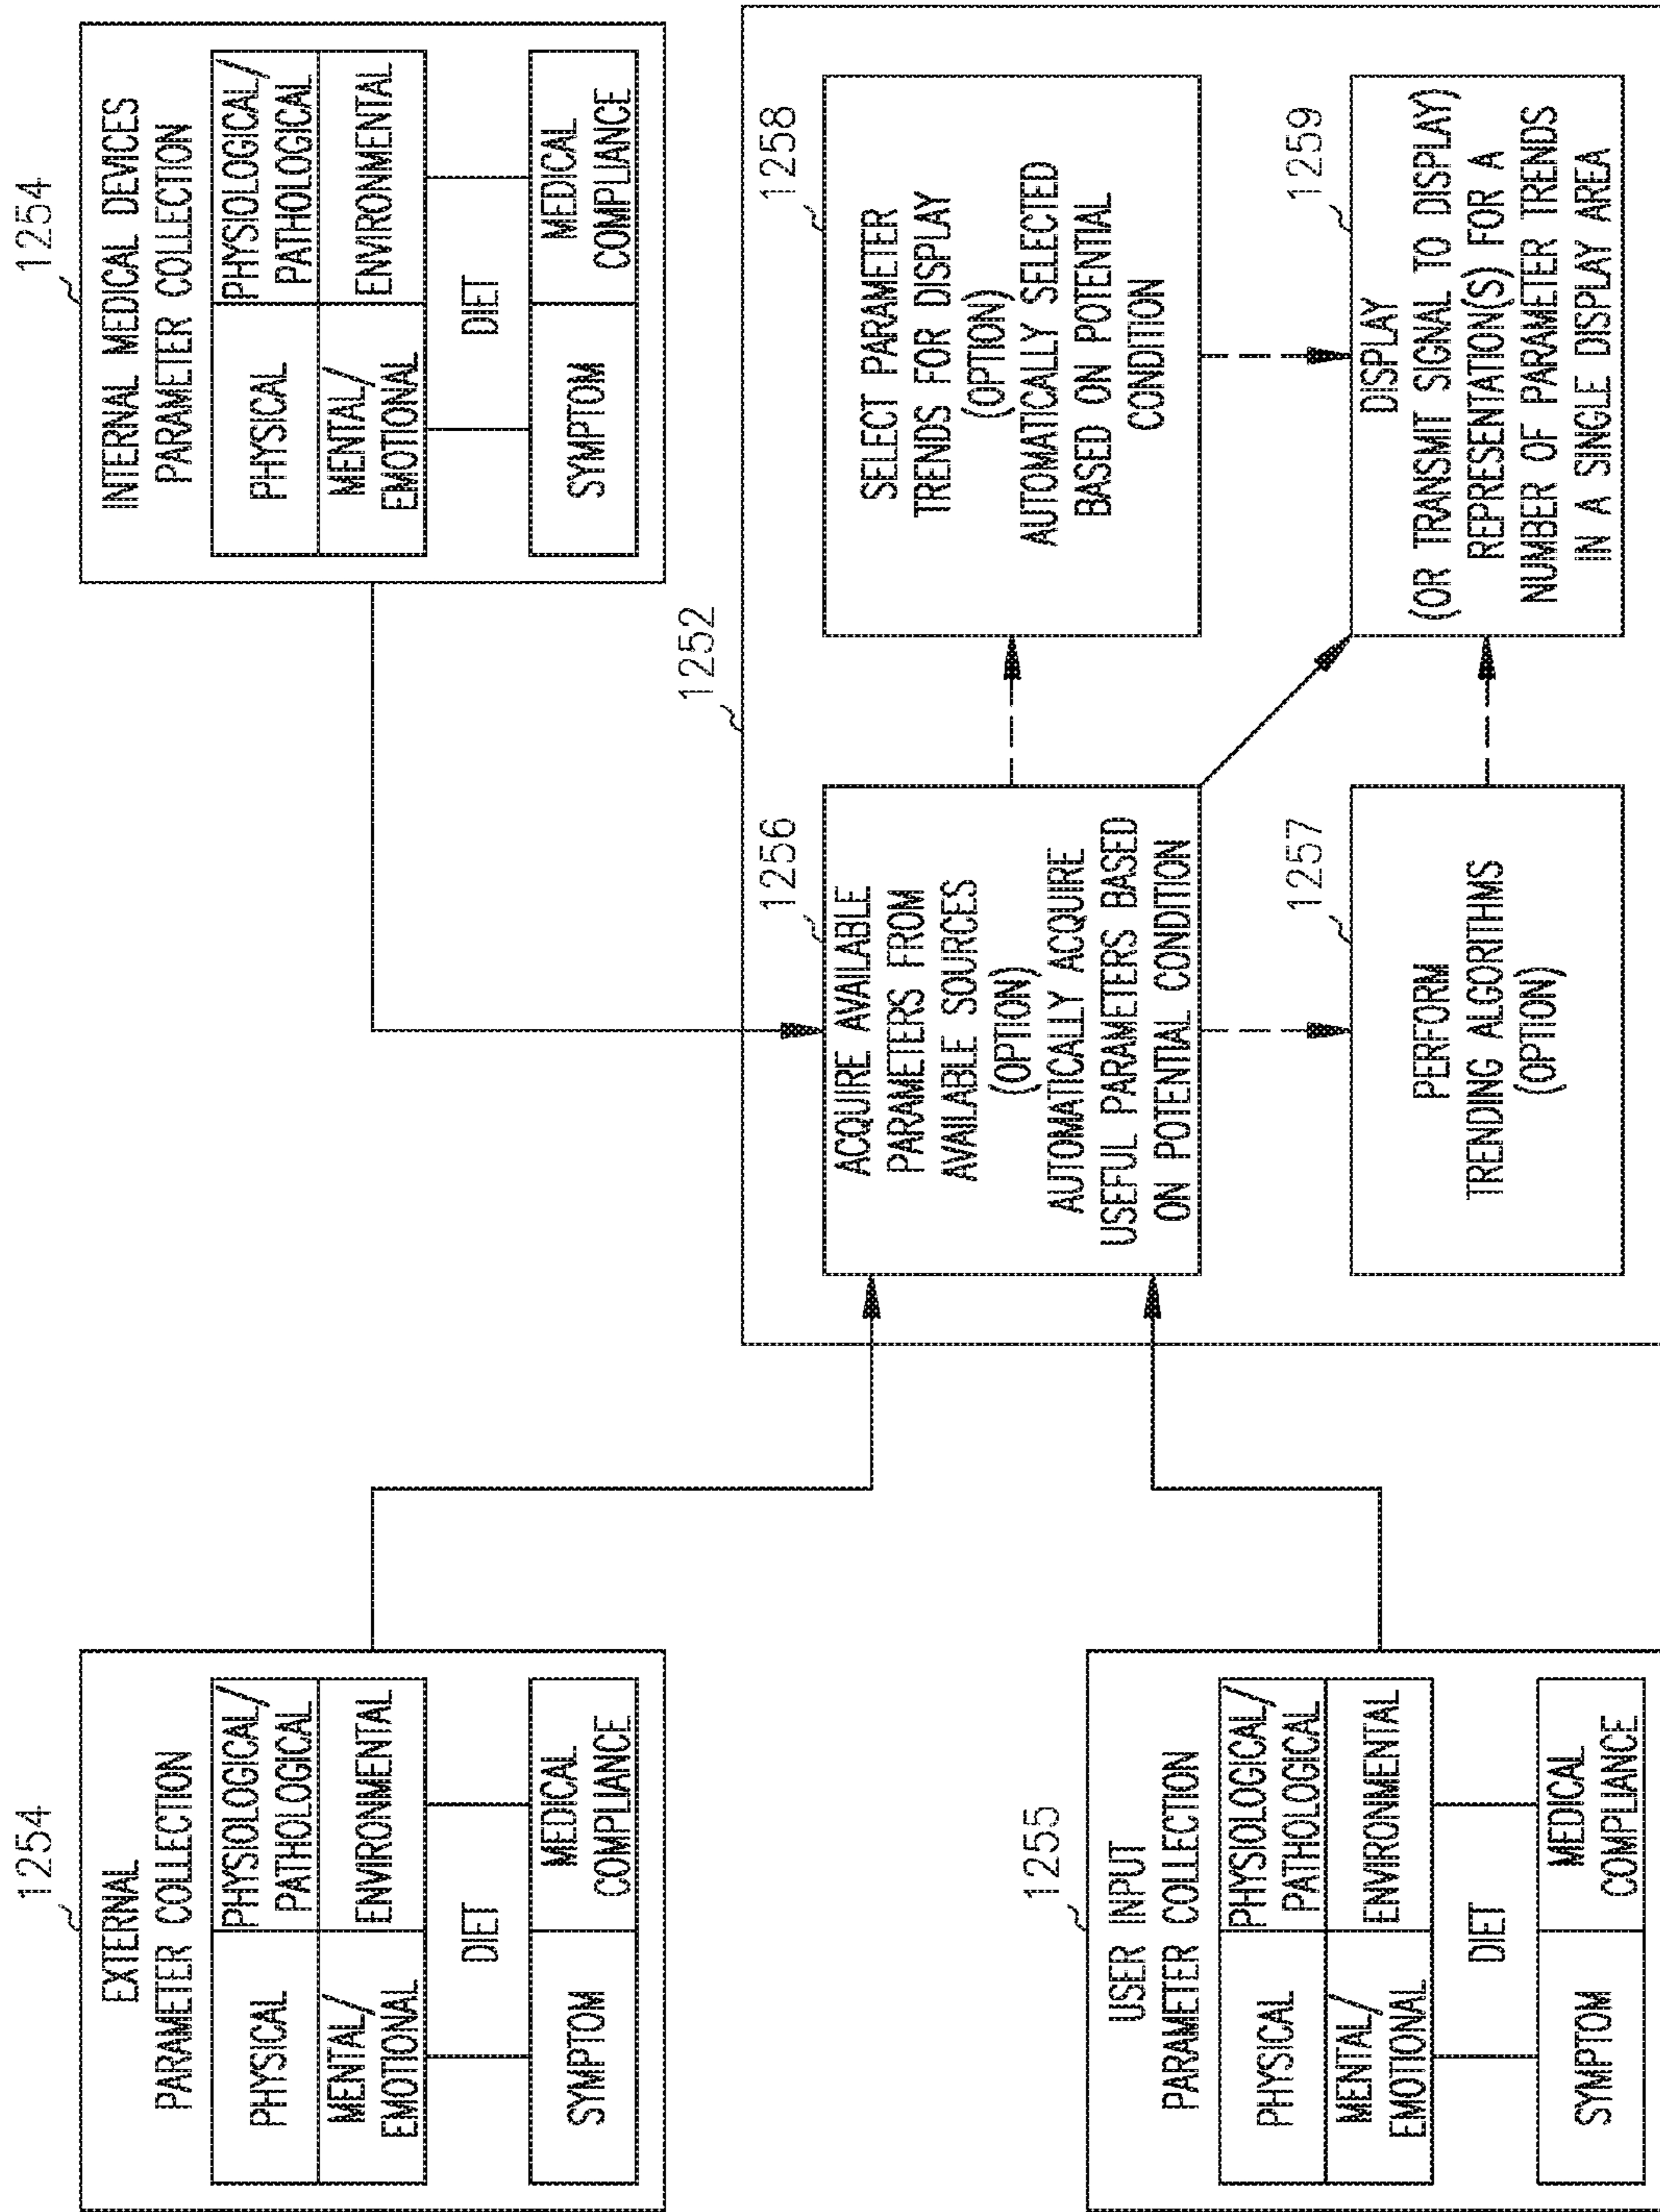 1254
EXTERNAL
PARAMETER COLLECTION
PHYSICAL
PHYSIOLOGICAL/
PATHOLOGICAL
MENTAL/
EMOTIONAL
ENVIRONMENTAL
DIET
SYMPTOM
MEDICAL
COMPLIANCE
1254
INTERNAL MEDICAL DEVICES
PARAMETER COLLECTION
PHYSICAL
PHYSIOLOGICAL/
PATHOLOGICAL
MENTAL/
EMOTIONAL
ENVIRONMENTAL
DIET
SYMPTOM
MEDICAL
COMPLIANCE
1255
USER INPUT
PARAMETER COLLECTION
PHYSICAL
PHYSIOLOGICAL/
PATHOLOGICAL
MENTAL/
EMOTIONAL
ENVIRONMENTAL
DIET
SYMPTOM
MEDICAL
COMPLIANCE
1252
1256
ACQUIRE AVAILABLE
PARAMETERS FROM
AVAILABLE SOURCES
(OPTION)
AUTOMATICALLY ACQUIRE
USEFUL PARAMETERS BASED
ON POTENTIAL CONDITION
1258
SELECT PARAMETER
TRENDS FOR DISPLAY
(OPTION)
AUTOMATICALLY SELECTED
BASED ON POTENTIAL
CONDITION
1257
PERFORM
TRENDING ALGORITHMS
(OPTION)
1259
DISPLAY
(OR TRANSMIT SIGNAL TO DISPLAY)
REPRESENTATION(S) FOR A
NUMBER OF PARAMETER TRENDS
IN A SINGLE DISPLAY AREA